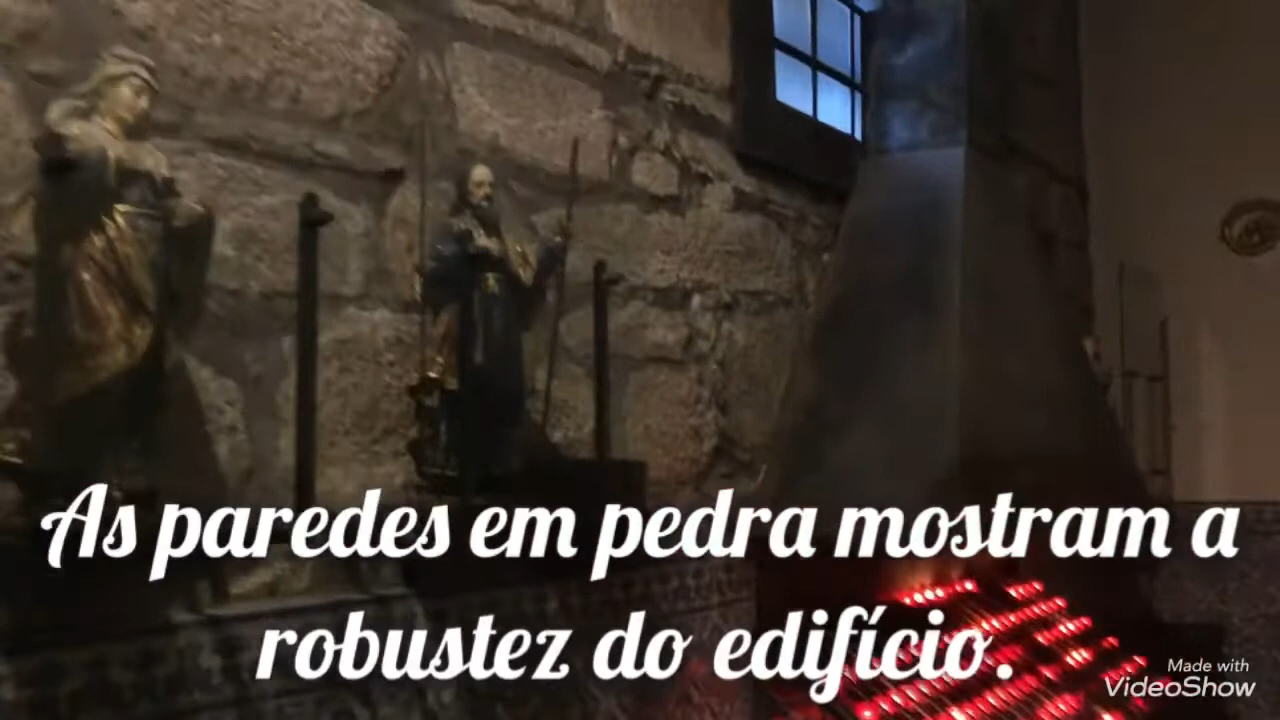 As paredes em pedra mostram a
robustez do edifício.
Made with
VideoShow